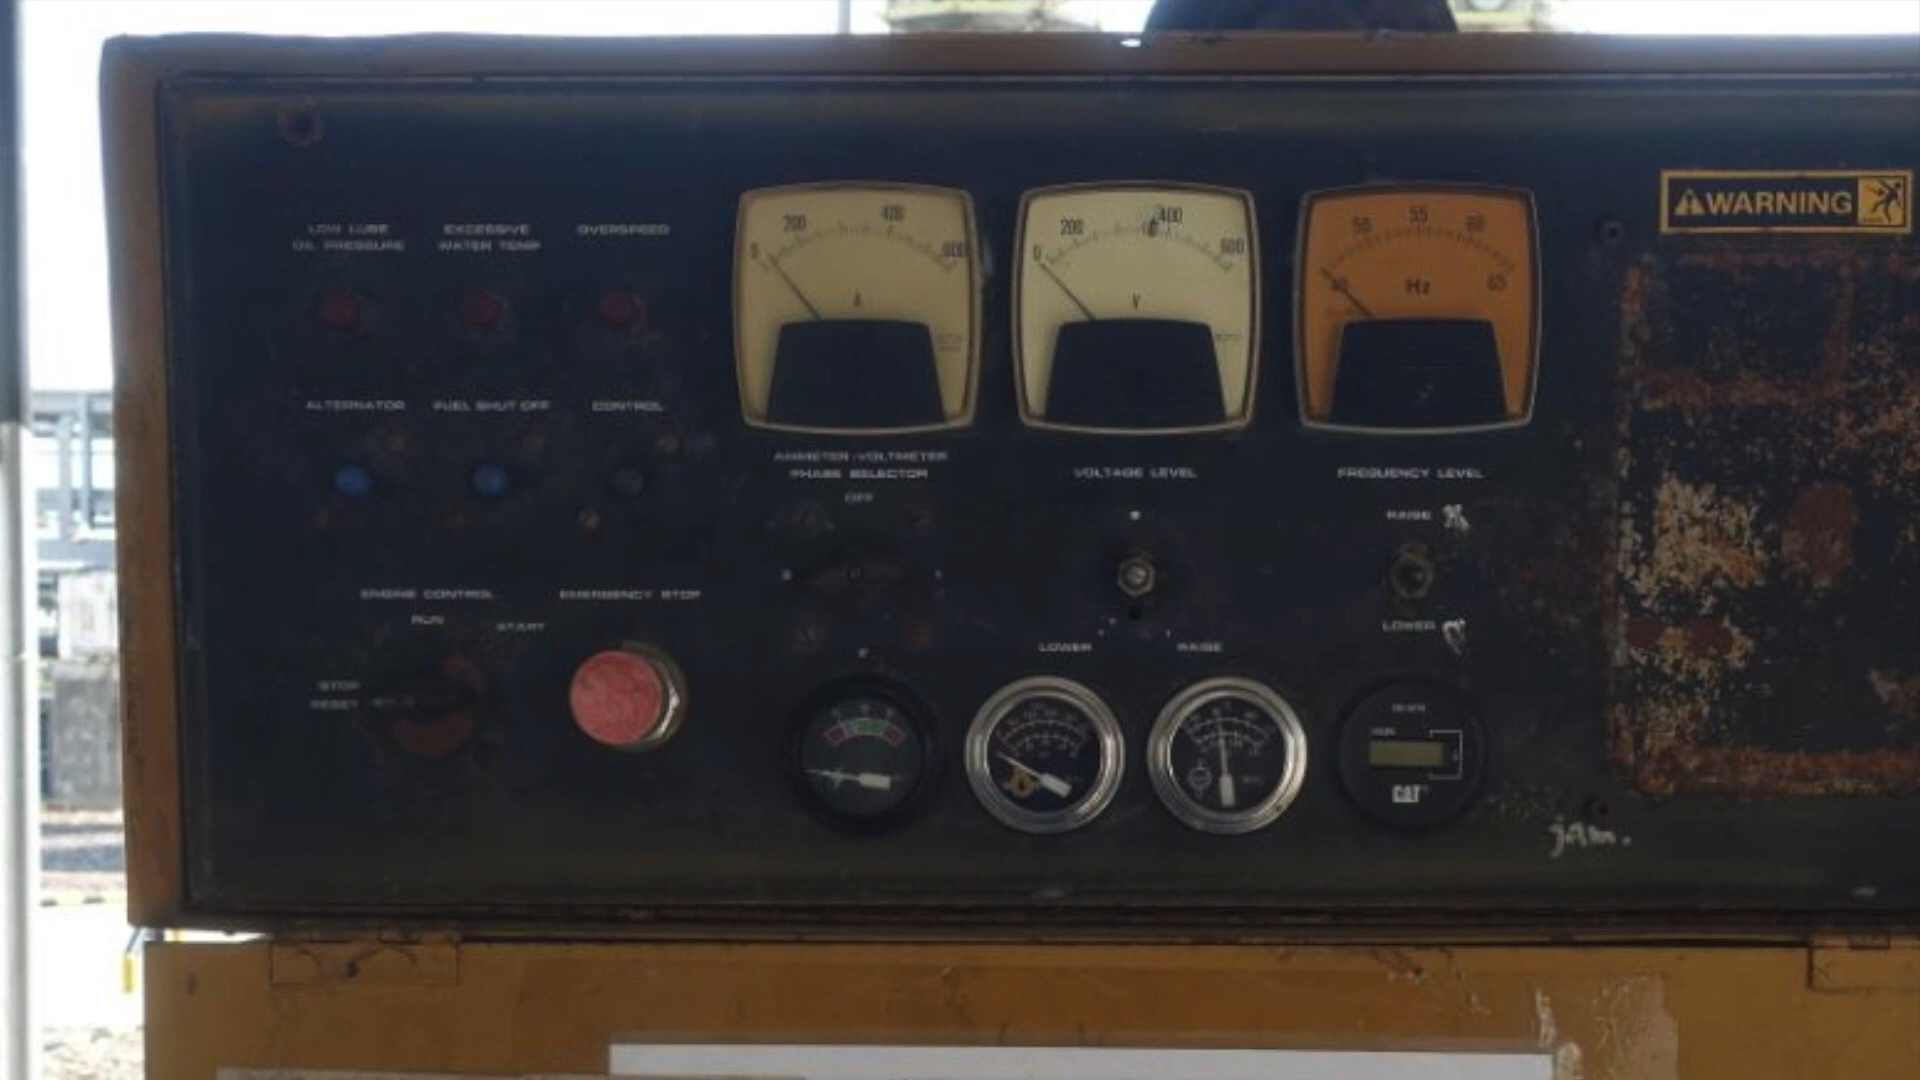 WARNING
LOW LUBE
OIL PRESSURE
EXCESSIVE
WATER TEMP
OVERSPEED
0 200 400 600
A
0 200 400 600
V
45 50 55 60 65
Hz
ALTERNATOR
FUEL SHUT OFF
CONTROL
AMMETER/VOLTMETER
PHASE SELECTOR
OFF
VOLTAGE LEVEL
FREQUENCY LEVEL
RAISE
LOWER
ENGINE CONTROL
RUN
START
STOP
RESET
EMERGENCY STOP
LOWER
RAISE
CAT
jam.